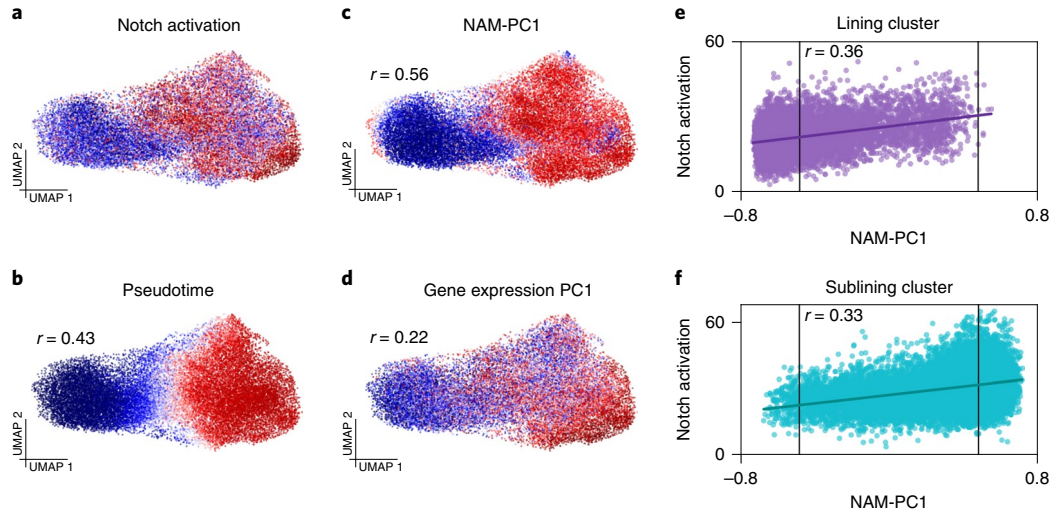 a
Notch activation
UMAP 2
UMAP 1
c
NAM-PC1
r = 0.56
UMAP 2
UMAP 1
e
Lining cluster
60
r = 0.36
Notch activation
0
–0.8
0.8
NAM-PC1
b
Pseudotime
r = 0.43
UMAP 2
UMAP 1
d
Gene expression PC1
r = 0.22
UMAP 2
UMAP 1
f
Sublining cluster
60
r = 0.33
Notch activation
0
–0.8
0.8
NAM-PC1